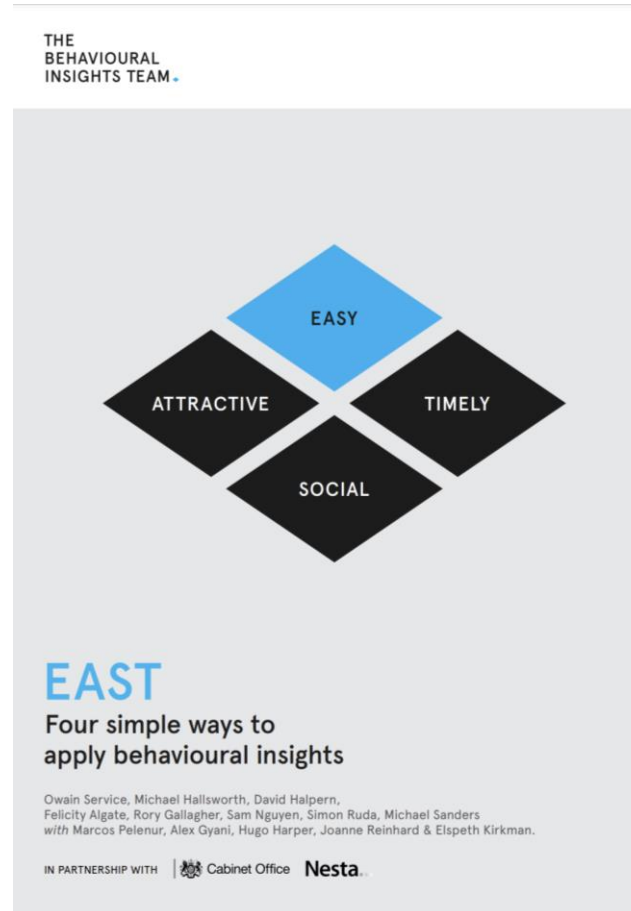 THE
BEHAVIOURAL
INSIGHTS TEAM.
EASY
ATTRACTIVE
TIMELY
SOCIAL
EAST
Four simple ways to
apply behavioural insights
Owain Service, Michael Hallsworth, David Halpern,
Felicity Algate, Rory Gallagher, Sam Nguyen, Simon Ruda, Michael Sanders
with Marcos Pelenur, Alex Gyani, Hugo Harper, Joanne Reinhard & Elspeth Kirkman.
IN PARTNERSHIP WITH Cabinet Office Nesta...